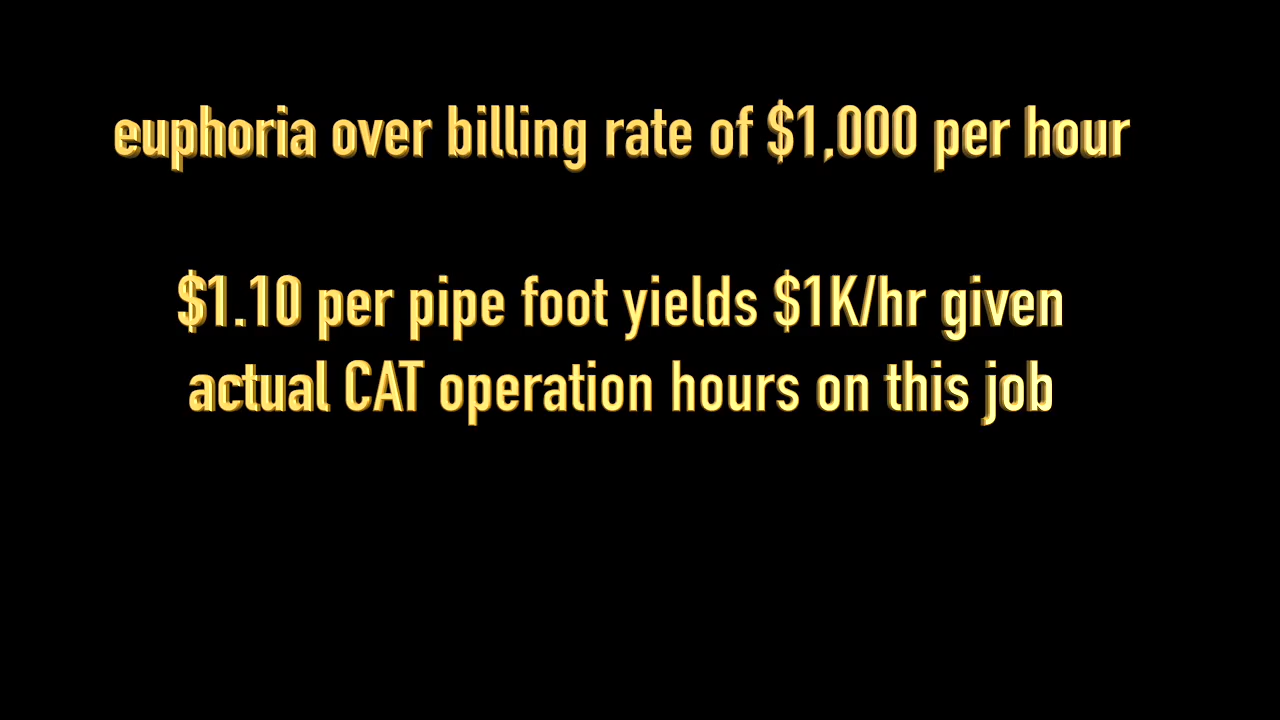 euphoria over billing rate of $1,000 per hour
$1.10 per pipe foot yields $1K/hr given
actual CAT operation hours on this job